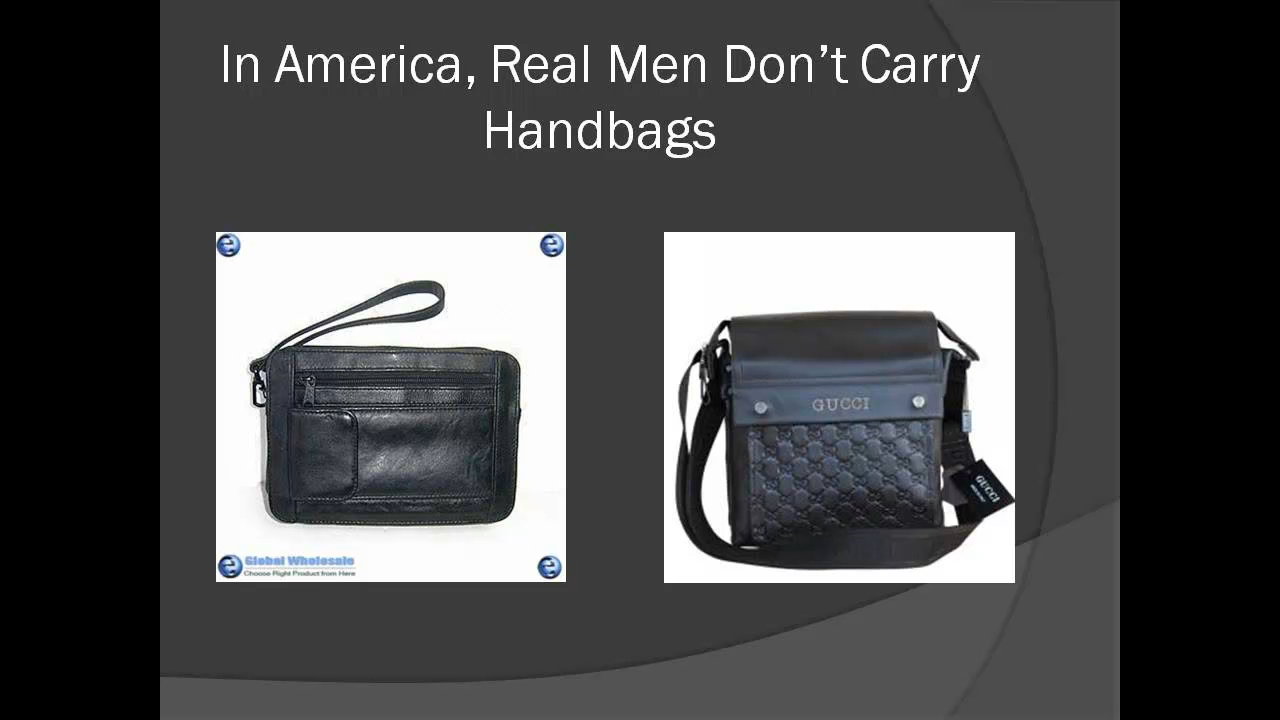 In America, Real Men Don't Carry
Handbags
GUCCI
GUCCI
Global Wholesale
Choose Right Product from Here